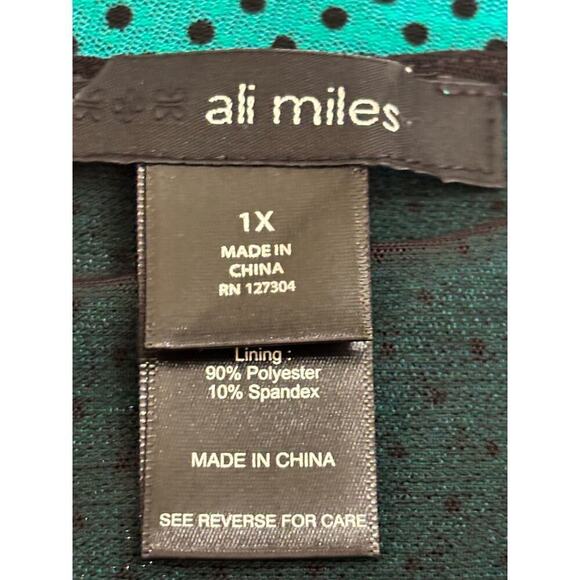 ali miles
1X
MADE IN
CHINA
RN 127304
Lining :
90% Polyester
10% Spandex
MADE IN CHINA
SEE REVERSE FOR CARE